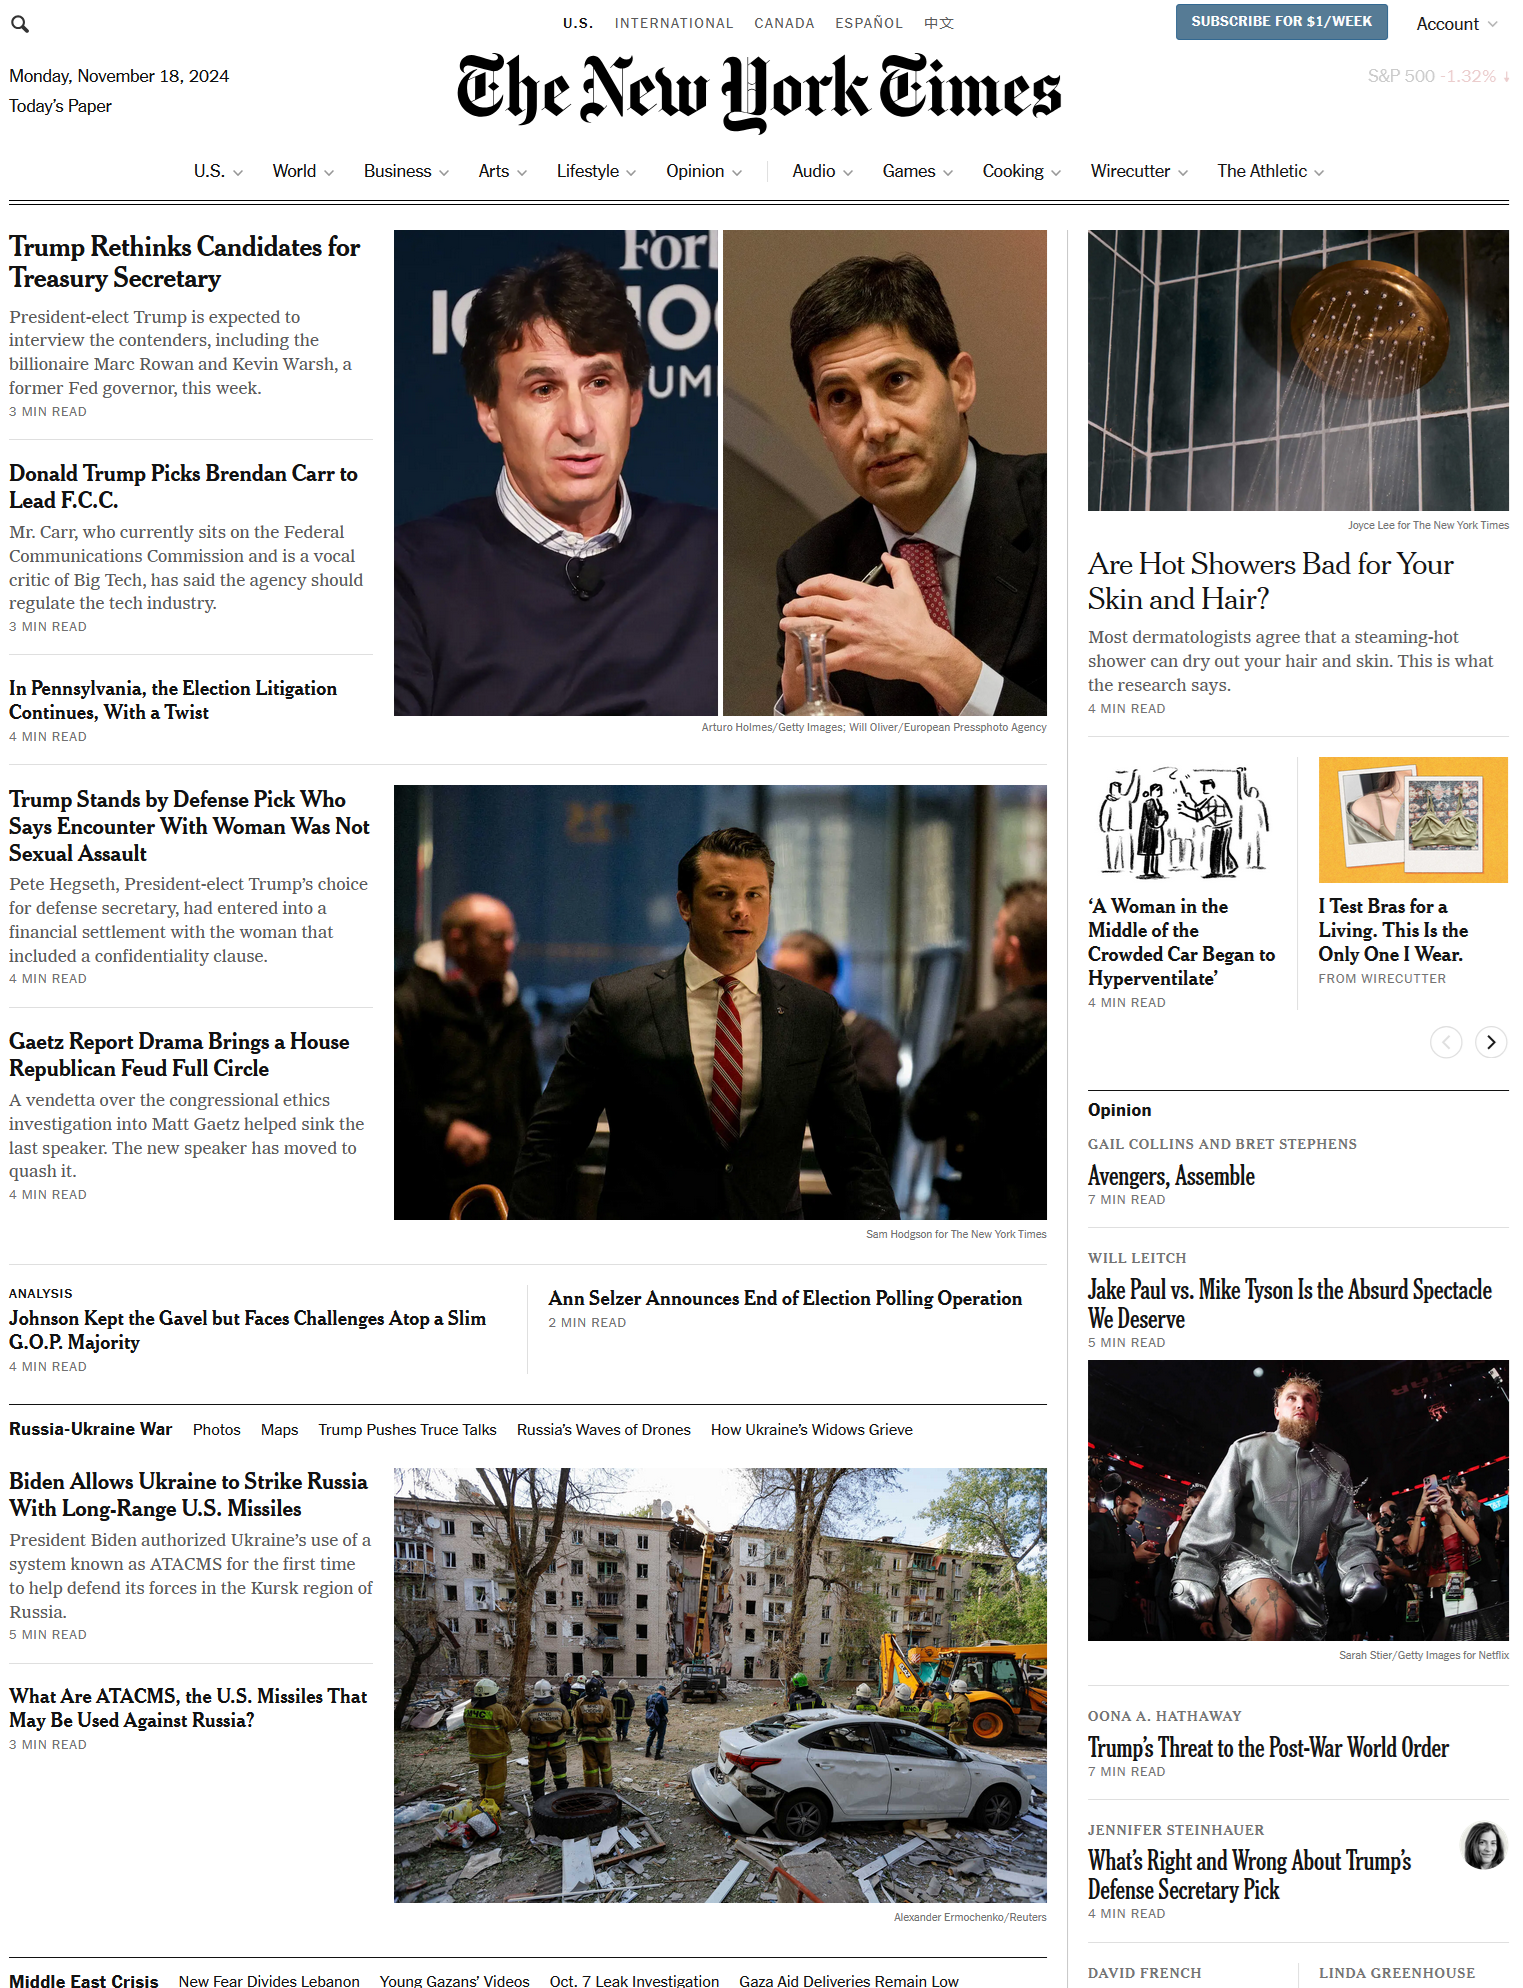 U.S. INTERNATIONAL CANADA ESPAÑOL 中文
SUBSCRIBE FOR $1/WEEK
Account
Monday, November 18, 2024
Today's Paper
The New York Times
S&P 500 -1.32% ↓
U.S. World Business Arts Lifestyle Opinion Audio Games Cooking Wirecutter The Athletic
Trump Rethinks Candidates for
Treasury Secretary
President-elect Trump is expected to
interview the contenders, including the
billionaire Marc Rowan and Kevin Warsh, a
former Fed governor, this week.
3 MIN READ
Donald Trump Picks Brendan Carr to
Lead F.C.C.
Mr. Carr, who currently sits on the Federal
Communications Commission and is a vocal
critic of Big Tech, has said the agency should
regulate the tech industry.
3 MIN READ
In Pennsylvania, the Election Litigation
Continues, With a Twist
4 MIN READ
Arturo Holmes/Getty Images; Will Oliver/European Pressphoto Agency
Trump Stands by Defense Pick Who
Says Encounter With Woman Was Not
Sexual Assault
Pete Hegseth, President-elect Trump's choice
for defense secretary, had entered into a
financial settlement with the woman that
included a confidentiality clause.
4 MIN READ
Gaetz Report Drama Brings a House
Republican Feud Full Circle
A vendetta over the congressional ethics
investigation into Matt Gaetz helped sink the
last speaker. The new speaker has moved to
quash it.
4 MIN READ
Sam Hodgson for The New York Times
ANALYSIS
Johnson Kept the Gavel but Faces Challenges Atop a Slim
G.O.P. Majority
4 MIN READ
Ann Selzer Announces End of Election Polling Operation
2 MIN READ
Russia-Ukraine War Photos Maps Trump Pushes Truce Talks Russia's Waves of Drones How Ukraine's Widows Grieve
Biden Allows Ukraine to Strike Russia
With Long-Range U.S. Missiles
President Biden authorized Ukraine's use of a
system known as ATACMS for the first time
to help defend its forces in the Kursk region of
Russia.
5 MIN READ
What Are ATACMS, the U.S. Missiles That
May Be Used Against Russia?
3 MIN READ
МЧС
Alexander Ermochenko/Reuters
Middle East Crisis New Fear Divides Lebanon Young Gazans' Videos Oct. 7 Leak Investigation Gaza Aid Deliveries Remain Low
Joyce Lee for The New York Times
Are Hot Showers Bad for Your
Skin and Hair?
Most dermatologists agree that a steaming-hot
shower can dry out your hair and skin. This is what
the research says.
4 MIN READ
'A Woman in the
Middle of the
Crowded Car Began to
Hyperventilate'
4 MIN READ
I Test Bras for a
Living. This Is the
Only One I Wear.
FROM WIRECUTTER
Opinion
GAIL COLLINS AND BRET STEPHENS
Avengers, Assemble
7 MIN READ
WILL LEITCH
Jake Paul vs. Mike Tyson Is the Absurd Spectacle
We Deserve
5 MIN READ
Sarah Stier/Getty Images for Netflix
OONA A. HATHAWAY
Trump's Threat to the Post-War World Order
7 MIN READ
JENNIFER STEINHAUER
What's Right and Wrong About Trump's
Defense Secretary Pick
4 MIN READ
DAVID FRENCH
LINDA GREENHOUSE